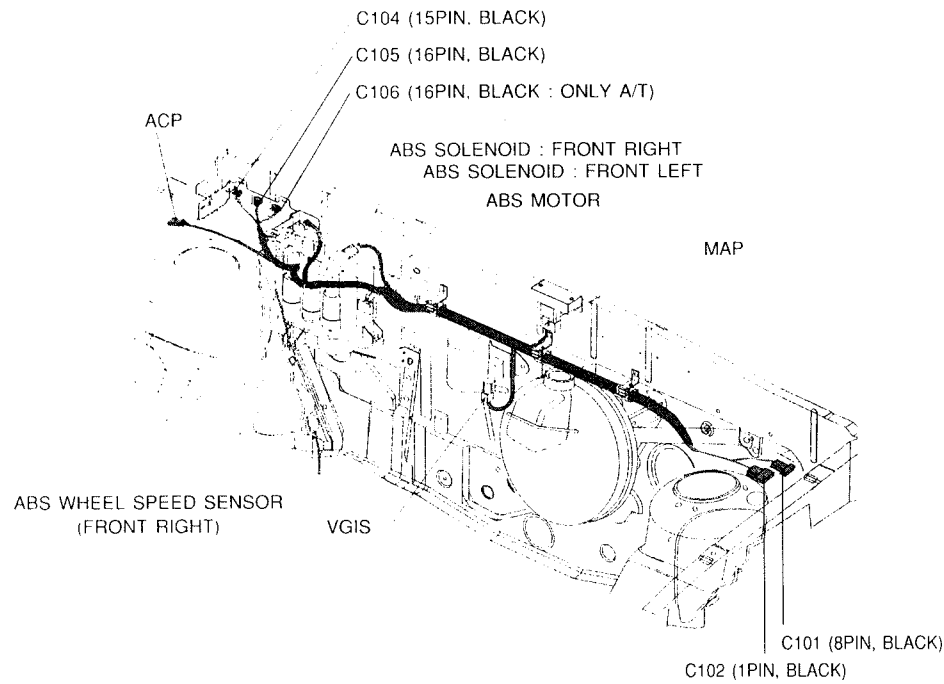 C104 (15PIN, BLACK)
C105 (16PIN, BLACK)
C106 (16PIN, BLACK : ONLY A/T)
ACP
ABS SOLENOID : FRONT RIGHT
ABS SOLENOID : FRONT LEFT
ABS MOTOR
MAP
ABS WHEEL SPEED SENSOR
(FRONT RIGHT)
VGIS
C101 (8PIN, BLACK)
C102 (1PIN, BLACK)